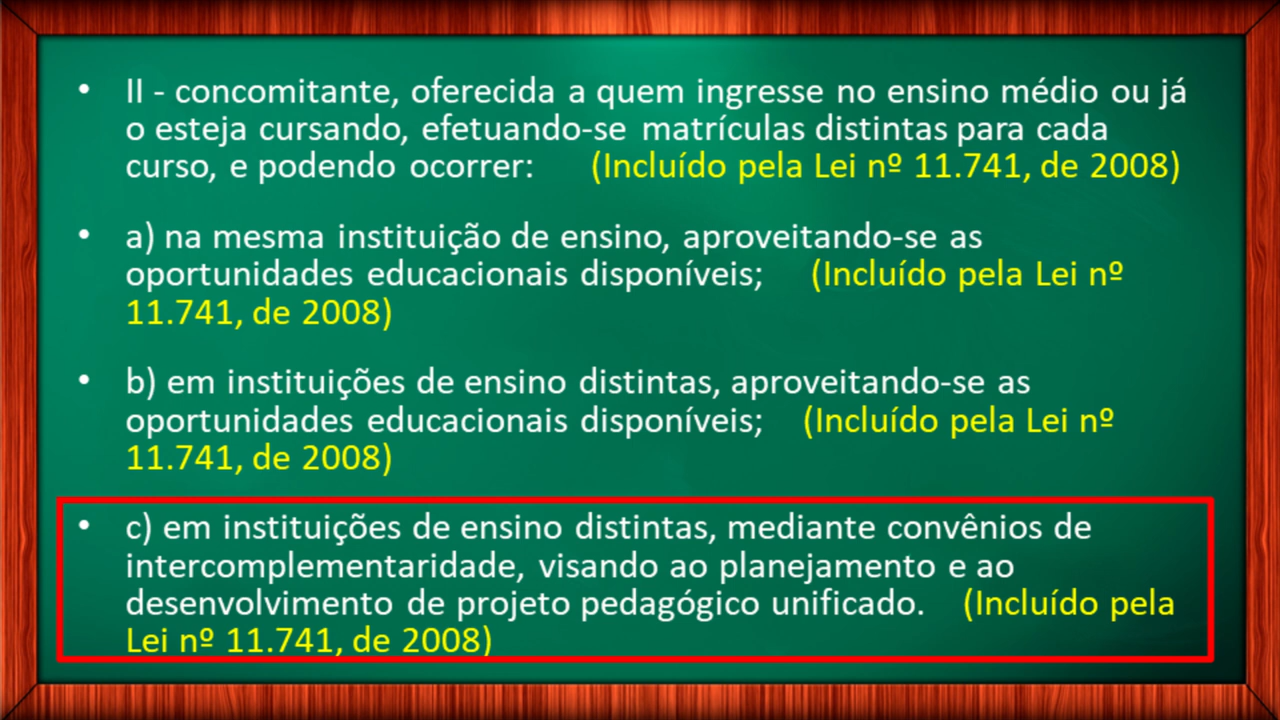 • II - concomitante, oferecida a quem ingresse no ensino médio ou já
o esteja cursando, efetuando-se matrículas distintas para cada
curso, e podendo ocorrer: (Incluído pela Lei nº 11.741, de 2008)
• a) na mesma instituição de ensino, aproveitando-se as
oportunidades educacionais disponíveis; (Incluído pela Lei nº
11.741, de 2008)
• b) em instituições de ensino distintas, aproveitando-se as
oportunidades educacionais disponíveis; (Incluído pela Lei nº
11.741, de 2008)
• c) em instituições de ensino distintas, mediante convênios de
intercomplementaridade, visando ao planejamento e ao
desenvolvimento de projeto pedagógico unificado. (Incluído pela
Lei nº 11.741, de 2008)